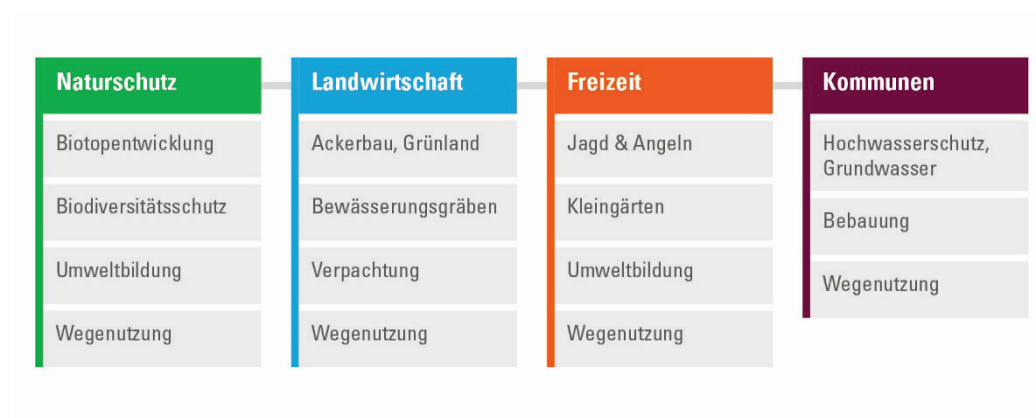 Naturschutz
Biotopentwicklung
Biodiversitätsschutz
Umweltbildung
Wegenutzung
Landwirtschaft
Ackerbau, Grünland
Bewässerungsgräben
Verpachtung
Wegenutzung
Freizeit
Jagd & Angeln
Kleingärten
Umweltbildung
Wegenutzung
Kommunen
Hochwasserschutz,
Grundwasser
Bebauung
Wegenutzung